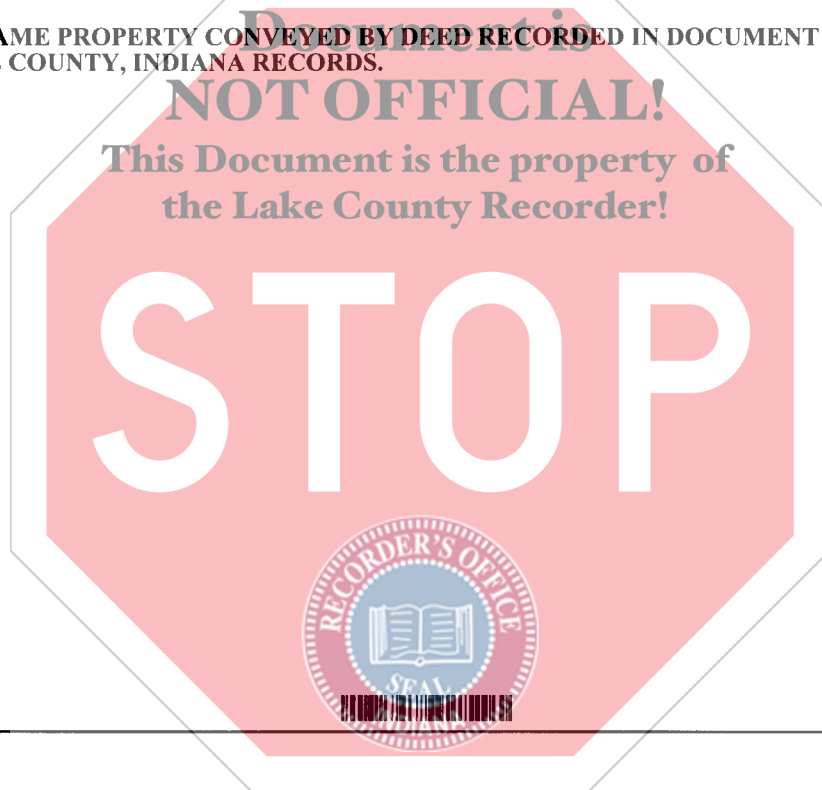 Document is
AME PROPERTY CONVEYED BY DEED RECORDED IN DOCUMENT
COUNTY, INDIANA RECORDS.
NOT OFFICIAL!
This Document is the property of
the Lake County Recorder!
STOP
RECORDER'S OFFICE
SEAL
INDIANA